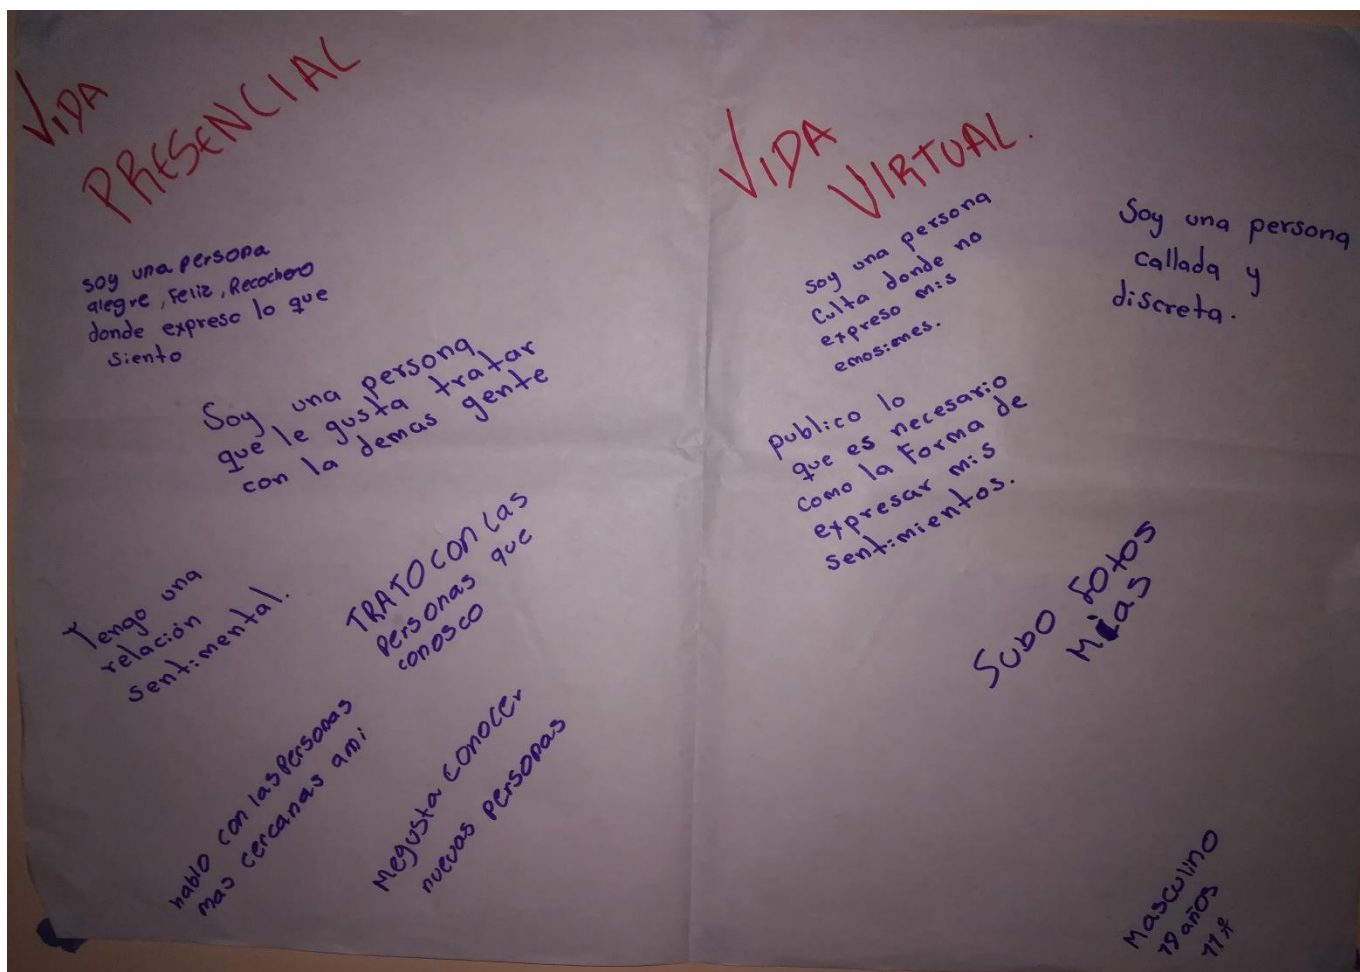 VIDA
PRESENCIAL
soy una persona
alegre, feliz, Recochero
donde expreso lo que
siento
Soy una persona
que le gusta tratar
con la demas gente
TRATO CON LAS
personas que
conosco
Tengo una
relación
sentimental.
hablo con las personas
mas cercanas ami
Megusta conocer
nuevas personas
VIDA
VIRTUAL.
soy una persona
Culta donde no
expreso mis
emosiones.
Soy una persona
callada y
discreta.
publico lo
que es necesario
como la forma de
expresar mis
sentimientos.
Subo fotos
Mias
Masculino
años